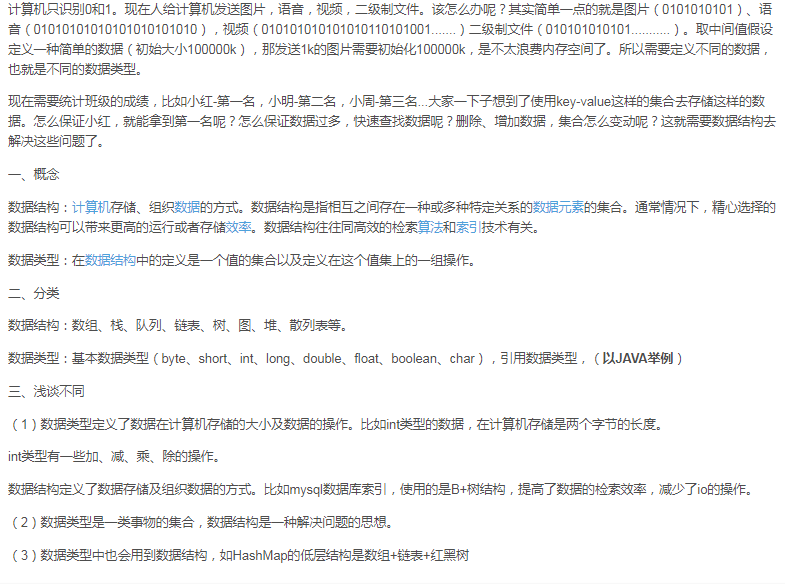 计算机只识别0和1。现在人给计算机发送图片，语音，视频，二级制文件。该怎么办呢？其实简单一点的就是图片（0101010101）、语
音（01010101010101010101010），视频（010101010101010110101001.......）二级制文件（010101010101...........）。取中间值假设
定义一种简单的数据（初始大小100000k），那发送1k的图片需要初始化100000k，是不太浪费内存空间了。所以需要定义不同的数据，
也就是不同的数据类型。
现在需要统计班级的成绩，比如小红-第一名，小明-第二名，小周-第三名...大家一下子想到了使用key-value这样的集合去存储这样的数
据。怎么保证小红，就能拿到第一名呢？怎么保证数据过多，快速查找数据呢？删除、增加数据，集合怎么变动呢？这就需要数据结构去
解决这些问题了。
一、概念
数据结构：计算机存储、组织数据的方式。数据结构是指相互之间存在一种或多种特定关系的数据元素的集合。通常情况下，精心选择的
数据结构可以带来更高的运行或者存储效率。数据结构往往同高效的检索算法和索引技术有关。
数据类型：在数据结构中的定义是一个值的集合以及定义在这个值集上的一组操作。
二、分类
数据结构：数组、栈、队列、链表、树、图、堆、散列表等。
数据类型：基本数据类型（byte、short、int、long、double、float、boolean、char），引用数据类型，（以JAVA举例）
三、浅谈不同
（1）数据类型定义了数据在计算机存储的大小及数据的操作。比如int类型的数据，在计算机存储是两个字节的长度。
int类型有一些加、减、乘、除的操作。
数据结构定义了数据存储及组织数据的方式。比如mysql数据库索引，使用的是B+树结构，提高了数据的检索效率，减少了io的操作。
（2）数据类型是一类事物的集合，数据结构是一种解决问题的思想。
（3）数据类型中也会用到数据结构，如HashMap的低层结构是数组+链表+红黑树